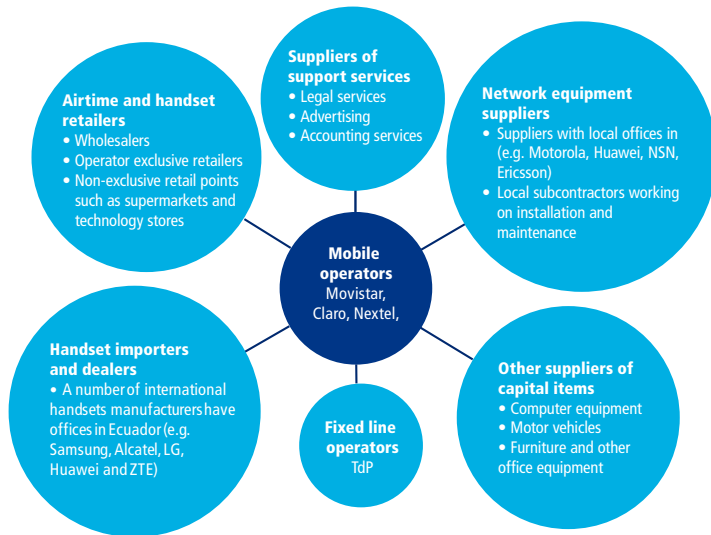 Suppliers of
support services
• Legal services
• Advertising
• Accounting services
Airtime and handset
retailers
• Wholesalers
• Operator exclusive retailers
• Non-exclusive retail points
such as supermarkets and
technology stores
Network equipment
suppliers
• Suppliers with local offices in
(e.g. Motorola, Huawei, NSN,
Ericsson)
• Local subcontractors working
on installation and
maintenance
Mobile
operators
Movistar,
Claro, Nextel,
Handset importers
and dealers
• A number of international
handsets manufacturers have
offices in Ecuador (e.g.
Samsung, Alcatel, LG,
Huawei and ZTE)
Fixed line
operators
TdP
Other suppliers of
capital items
• Computer equipment
• Motor vehicles
• Furniture and other
office equipment